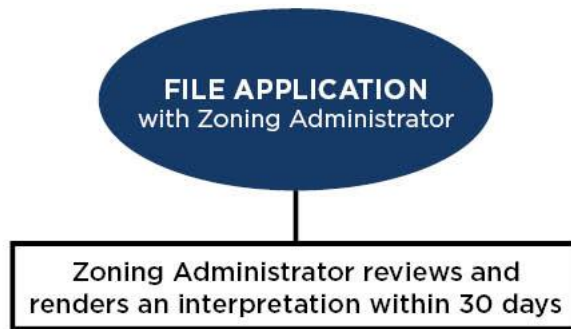 FILE APPLICATION
with Zoning Administrator
Zoning Administrator reviews and
renders an interpretation within 30 days